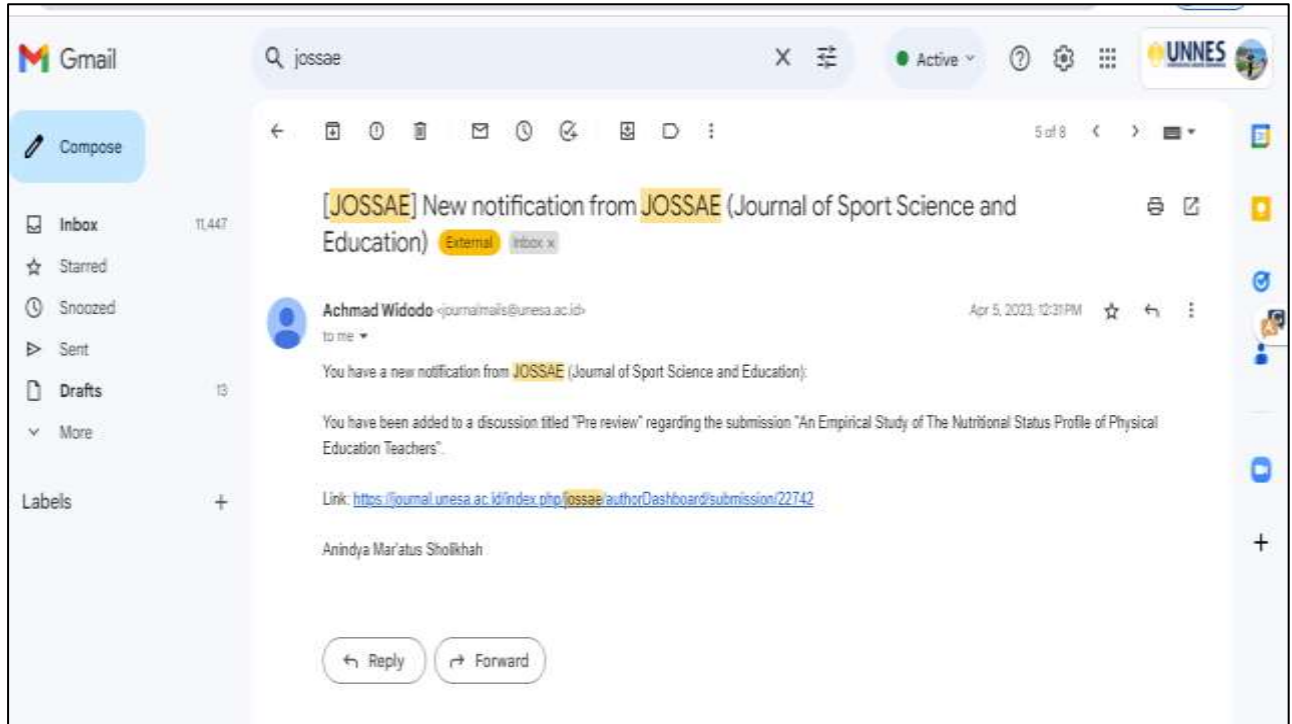 Gmail
jossae
Active
UNNES
Compose
5 of 8
[JOSSAE] New notification from JOSSAE (Journal of Sport Science and
Education) External Inbox x
Inbox 11,447
Starred
Snoozed
Sent
Drafts 13
More
Labels +
Achmad Widodo <journalmails@unesa.ac.id> Apr 5, 2023, 12:31 PM
to me
You have a new notification from JOSSAE (Journal of Sport Science and Education):
You have been added to a discussion titled "Pre review" regarding the submission "An Empirical Study of The Nutritional Status Profile of Physical
Education Teachers".
Link: https://journal.unesa.ac.id/index.php/jossae/authorDashboard/submission/22742
Anindya Mar'atus Sholikhah
Reply
Forward